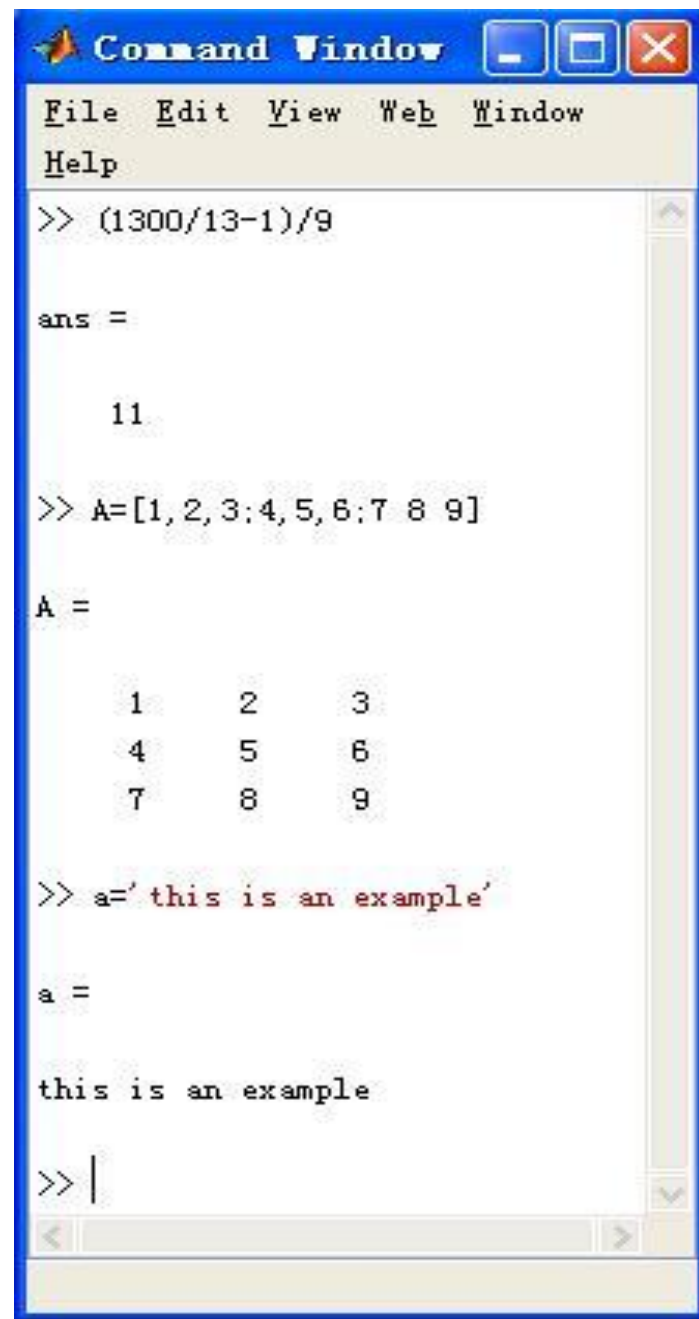 Command Window
File Edit View Web Window
Help
>> (1300/13-1)/9
ans =
11
>> A=[1,2,3;4,5,6;7 8 9]
A =
1 2 3
4 5 6
7 8 9
>> a='this is an example'
a =
this is an example
>>